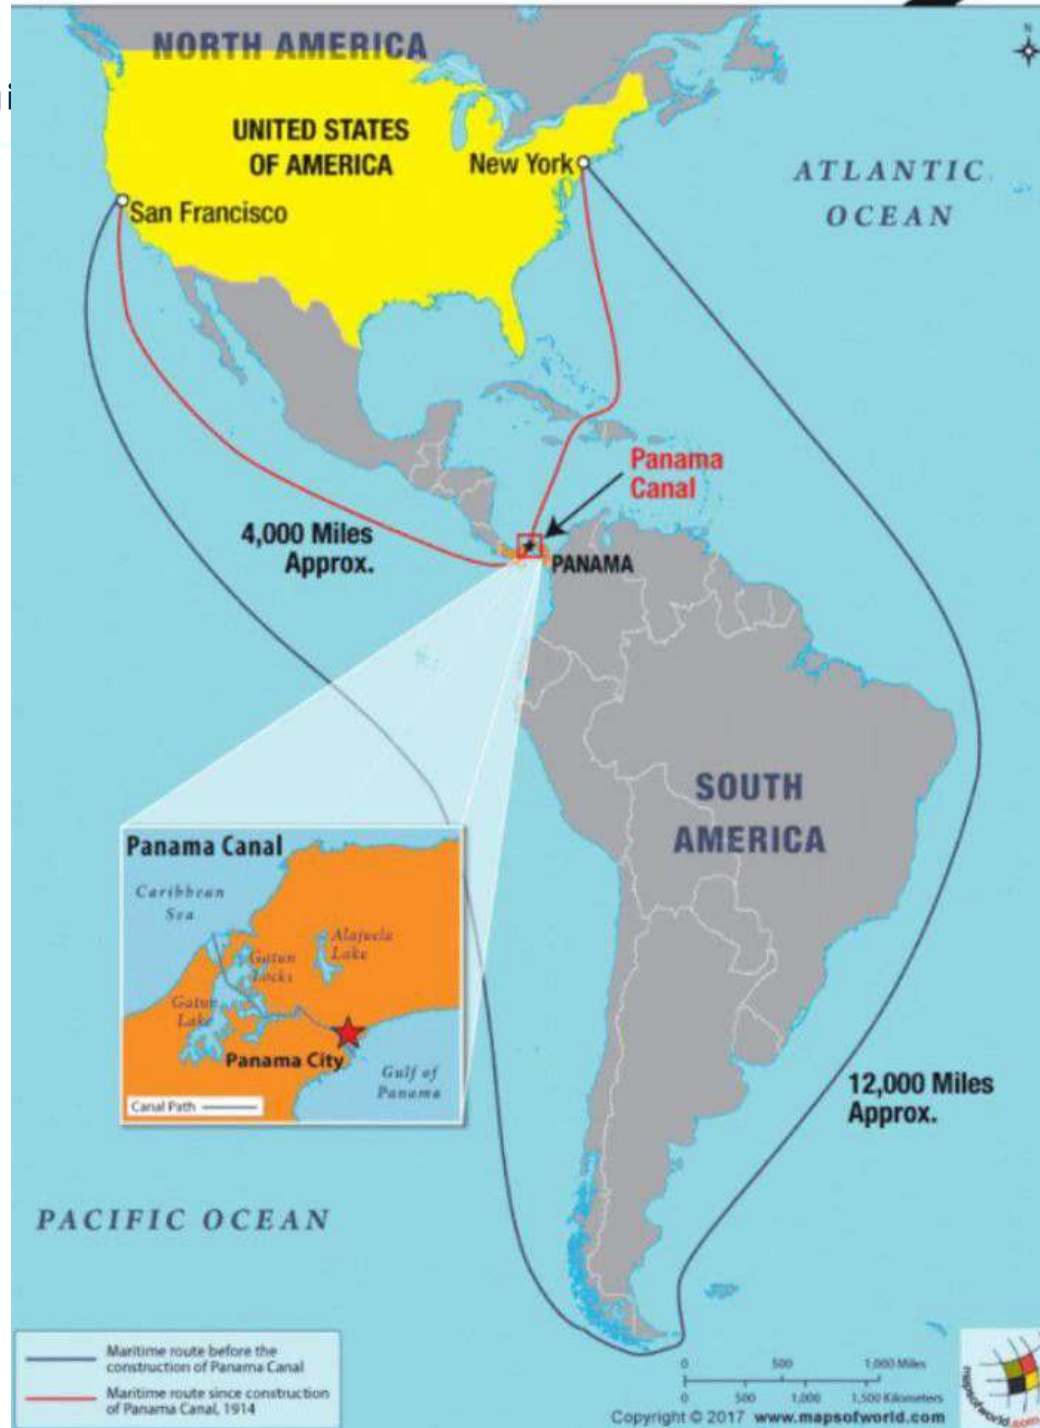 N
NORTH AMERICA
UNITED STATES
OF AMERICA
New York
San Francisco
ATLANTIC
OCEAN
Panama
Canal
4,000 Miles
Approx.
PANAMA
SOUTH
AMERICA
Panama Canal
Caribbean
Sea
Alajuela
Lake
Gatun
Locks
Gatun
Lake
Panama City
Gulf of
Panama
Canal Path
12,000 Miles
Approx.
PACIFIC OCEAN
Maritime route before the
construction of Panama Canal
Maritime route since construction
of Panama Canal, 1914
0 500 1,000 Miles
0 500 1,000 1,500 Kilometers
Copyright © 2017 www.mapsofworld.com
mapsofworld.com